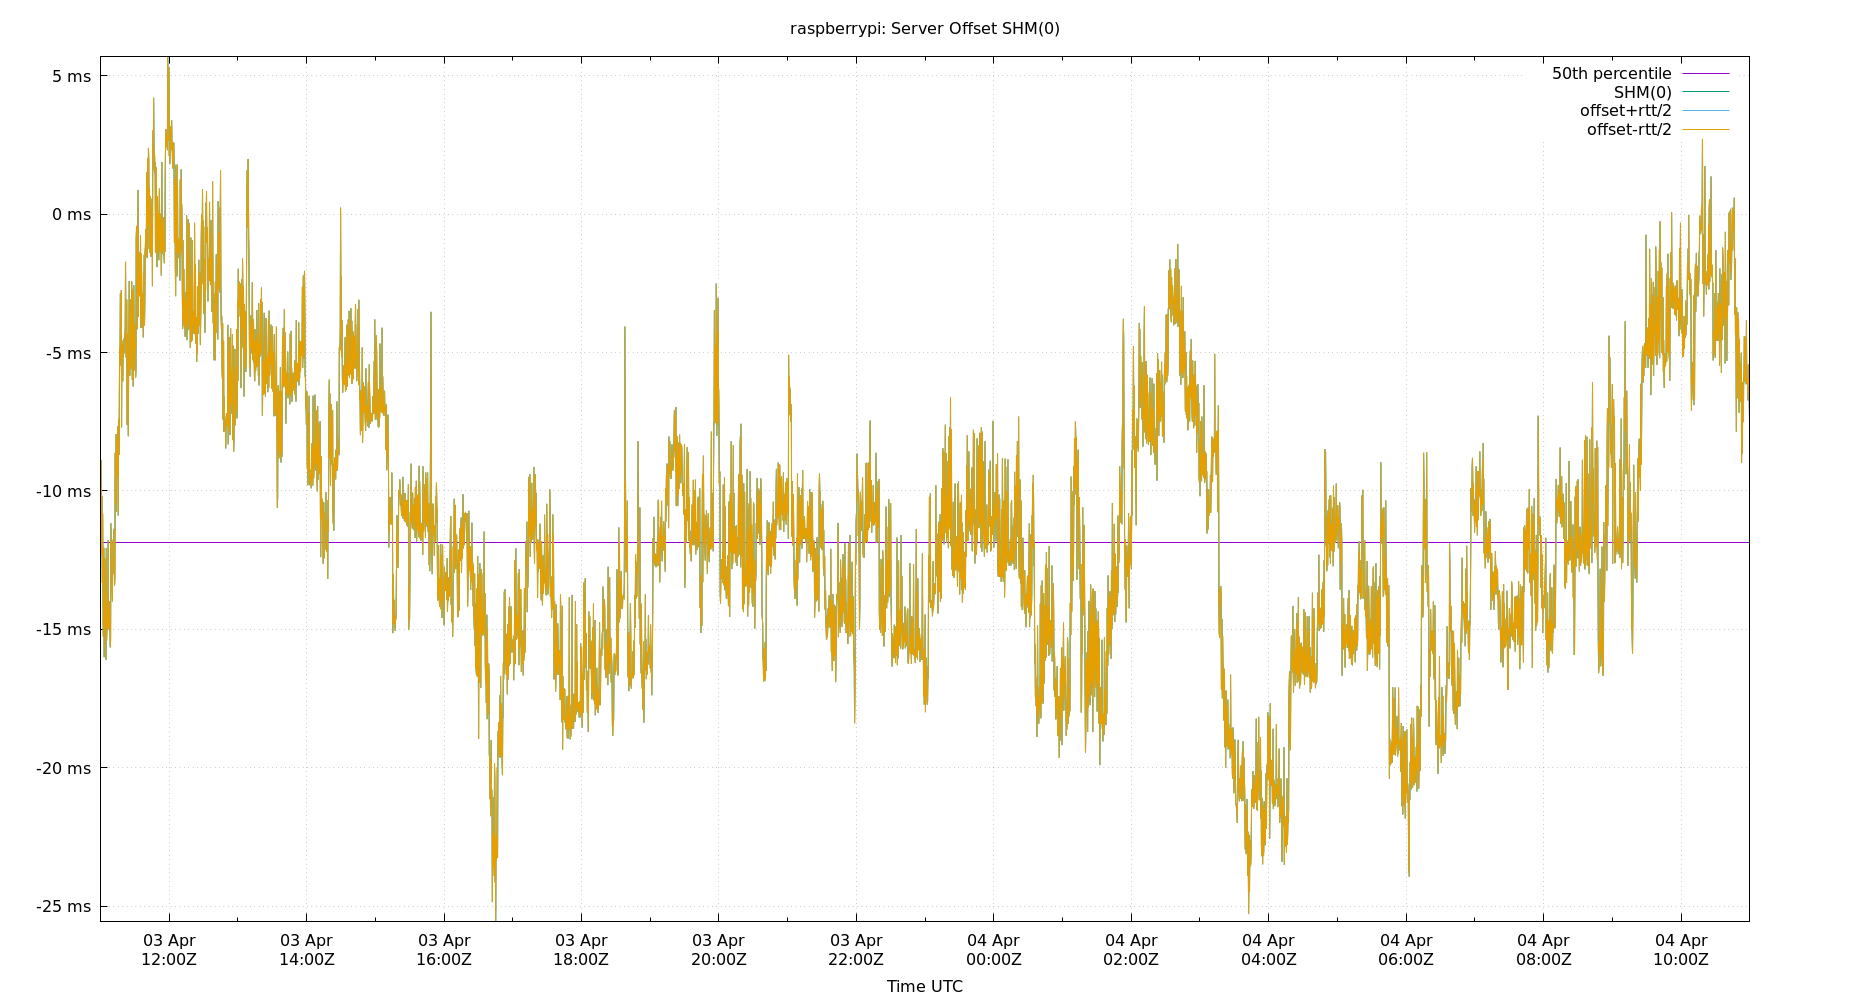 raspberrypi: Server Offset SHM(0)
5 ms
0 ms
-5 ms
-10 ms
-15 ms
-20 ms
-25 ms
50th percentile
SHM(0)
offset+rtt/2
offset-rtt/2
03 Apr
12:00Z
03 Apr
14:00Z
03 Apr
16:00Z
03 Apr
18:00Z
03 Apr
20:00Z
03 Apr
22:00Z
04 Apr
00:00Z
04 Apr
02:00Z
04 Apr
04:00Z
04 Apr
06:00Z
04 Apr
08:00Z
04 Apr
10:00Z
Time UTC